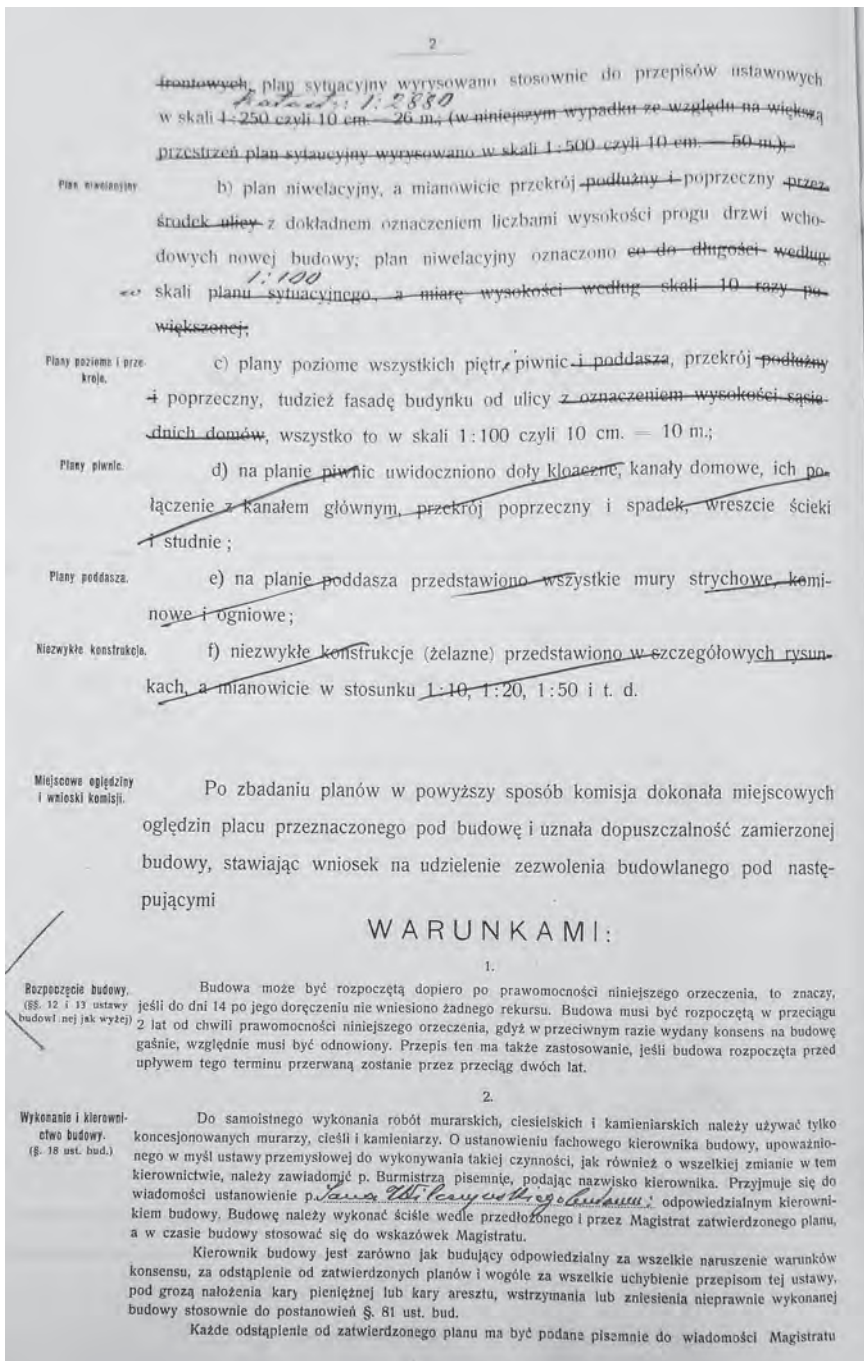 2
frontowych, plan sytuacyjny wyrysowano stosownie do przepisów ustawowych
katast.: 1:2880
w skali 1:250 czyli 10 cm. — 26 m., (w niniejszym wypadku ze względu na większą
przestrzeń plan sytaucyjny wyrysowano w skali 1:500 czyli 10 cm. — 50 m.);
Plan niwelacyjny
b) plan niwelacyjny, a mianowicie przekrój podłużny i poprzeczny przez
środek ulicy z dokładnem oznaczeniem liczbami wysokości progu drzwi wcho-
dowych nowej budowy; plan niwelacyjny oznaczono co do długości według
1:100
skali planu sytuacyjnego, a miarę wysokości według skali 10 razy po-
większonej;
Plany poziome i prze-
kroje.
c) plany poziome wszystkich piętr, piwnic i poddasza, przekrój podłużny
i poprzeczny, tudzież fasadę budynku od ulicy z oznaczeniem wysokości sąsie-
dnich domów, wszystko to w skali 1:100 czyli 10 cm. = 10 m.;
Plany piwnic.
d) na planie piwnic uwidoczniono doły kloaczne, kanały domowe, ich po-
łączenie z kanałem głównym, przekrój poprzeczny i spadek, wreszcie ścieki
i studnie;
Plany poddasza.
e) na planie poddasza przedstawiono wszystkie mury strychowe, komi-
nowe i ogniowe;
Niezwykłe konstrukcje.
f) niezwykłe konstrukcje (żelazne) przedstawiono w szczegółowych rysun-
kach, a mianowicie w stosunku 1:10, 1:20, 1:50 i t. d.
Miejscowe oględziny
i wnioski komisji.
Po zbadaniu planów w powyższy sposób komisja dokonała miejscowych
oględzin placu przeznaczonego pod budowę i uznała dopuszczalność zamierzonej
budowy, stawiając wniosek na udzielenie zezwolenia budowlanego pod nastę-
pującymi
WARUNKAMI:
1.
Rozpoczęcie budowy.
(§§. 12 i 13 ustawy
budowl nej jak wyżej)
Budowa może być rozpoczętą dopiero po prawomocności niniejszego orzeczenia, to znaczy,
jeśli do dni 14 po jego doręczeniu nie wniesiono żadnego rekursu. Budowa musi być rozpoczętą w przeciągu
2 lat od chwili prawomocności niniejszego orzeczenia, gdyż w przeciwnym razie wydany konsens na budowę
gaśnie, względnie musi być odnowiony. Przepis ten ma także zastosowanie, jeśli budowa rozpoczęta przed
upływem tego terminu przerwaną zostanie przez przeciąg dwóch lat.
2.
Wykonanie i kierowni-
ctwo budowy.
(§. 18 ust. bud.)
Do samoistnego wykonania robót murarskich, ciesielskich i kamieniarskich należy używać tylko
koncesjonowanych murarzy, cieśli i kamieniarzy. O ustanowieniu fachowego kierownika budowy, upoważnio-
nego w myśl ustawy przemysłowej do wykonywania takiej czynności, jak również o wszelkiej zmianie w tem
kierownictwie, należy zawiadomić p. Burmistrza pisemnie, podając nazwisko kierownika. Przyjmuje się do
wiadomości ustanowienie p. Jana Wilczyńskiego odpowiedzialnym kierowni-
kiem budowy. Budowę należy wykonać ściśle wedle przedłożonego i przez Magistrat zatwierdzonego planu,
a w czasie budowy stosować się do wskazówek Magistratu.
Kierownik budowy jest zarówno jak budujący odpowiedzialny za wszelkie naruszenie warunków
konsensu, za odstąpienie od zatwierdzonych planów i wogóle za wszelkie uchybienie przepisom tej ustawy,
pod grozą nałożenia kary pieniężnej lub kary aresztu, wstrzymania lub zniesienia nieprawnie wykonanej
budowy stosownie do postanowień §. 81 ust. bud.
Każde odstąpienie od zatwierdzonego planu ma być podane pisemnie do wiadomości Magistratu